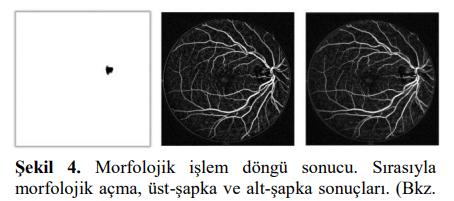 Şekil 4. Morfolojik işlem döngü sonucu. Sırasıyla
morfolojik açma, üst-şapka ve alt-şapka sonuçları. (Bkz.